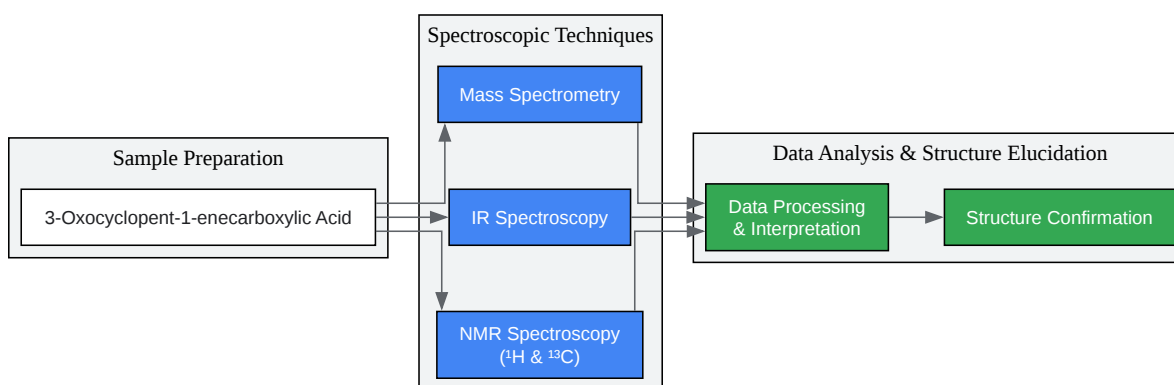 Spectroscopic Techniques
Mass Spectrometry
Sample Preparation
3-Oxocyclopent-1-enecarboxylic Acid
IR Spectroscopy
NMR Spectroscopy
(¹H & ¹³C)
Data Analysis & Structure Elucidation
Data Processing
& Interpretation
Structure Confirmation